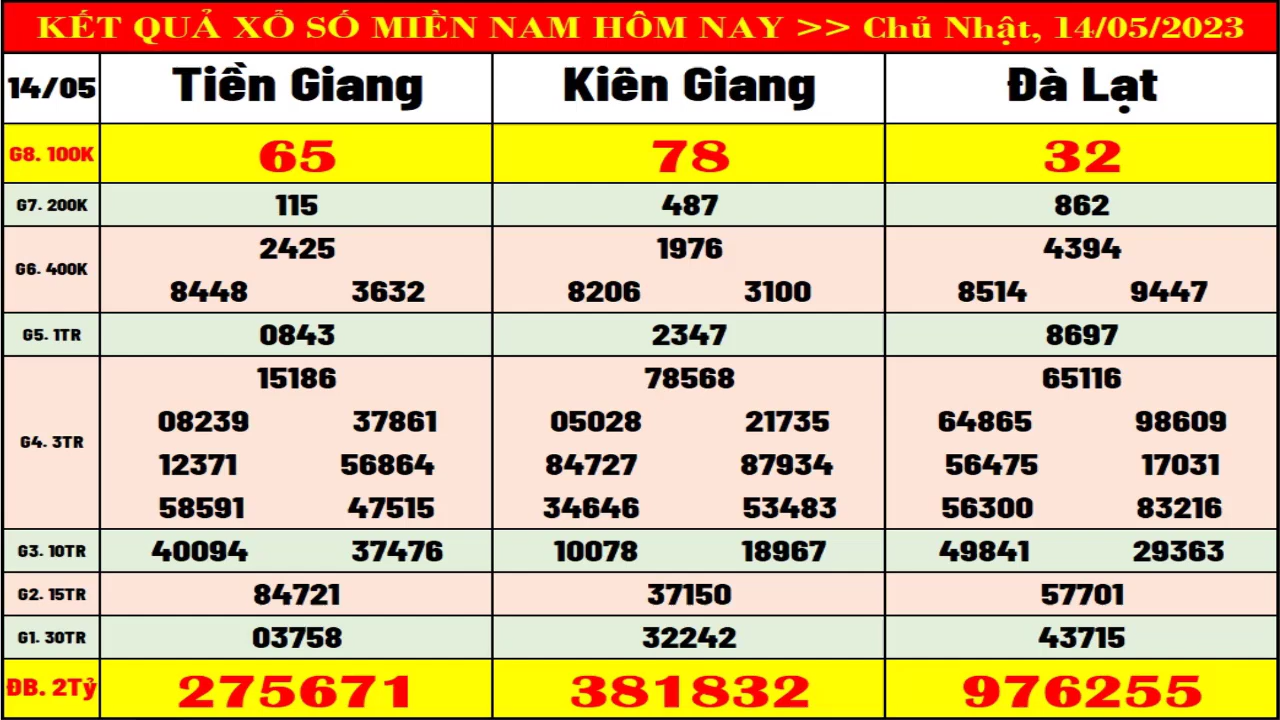 KẾT QUẢ XỔ SỐ MIỀN NAM HÔM NAY >> Chủ Nhật, 14/05/2023
14/05 Tiền Giang Kiên Giang Đà Lạt
G8. 100K 65 78 32
G7. 200K 115 487 862
2425 1976 4394
G6. 400K
8448 3632 8206 3100 8514 9447
G5. 1TR 0843 2347 8697
15186 78568 65116
08239 37861 05028 21735 64865 98609
G4. 3TR
12371 56864 84727 87934 56475 17031
58591 47515 34646 53483 56300 83216
G3. 10TR 40094 37476 10078 18967 49841 29363
G2. 15TR 84721 37150 57701
G1. 30TR 03758 32242 43715
ĐB. 2Tỷ 275671 381832 976255